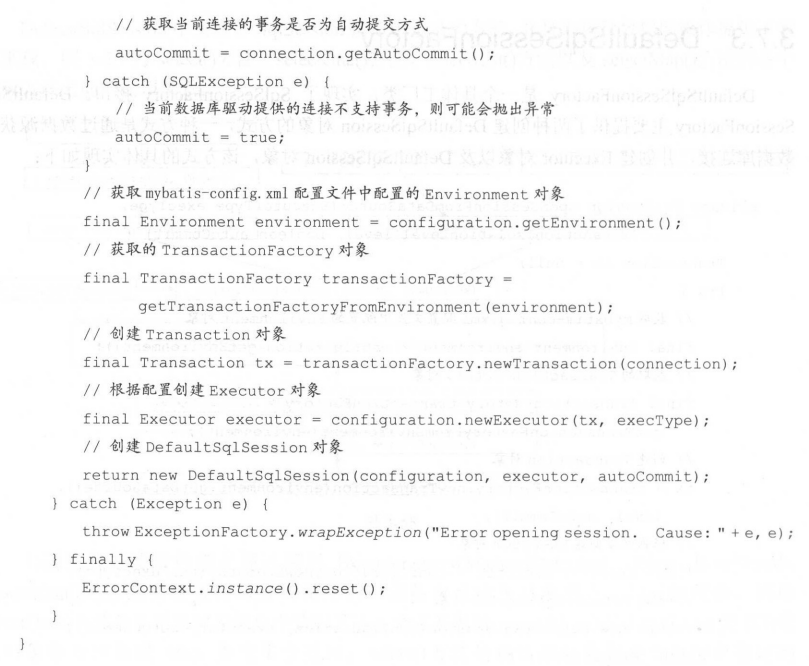 // 获取当前连接的事务是否为自动提交方式
autoCommit = connection.getAutoCommit();
} catch (SQLException e) {
// 当前数据库驱动提供的连接不支持事务，则可能会抛出异常
autoCommit = true;
}
// 获取 mybatis-config.xml 配置文件中配置的 Environment 对象
final Environment environment = configuration.getEnvironment();
// 获取的 TransactionFactory 对象
final TransactionFactory transactionFactory =
getTransactionFactoryFromEnvironment(environment);
// 创建 Transaction 对象
final Transaction tx = transactionFactory.newTransaction(connection);
// 根据配置创建 Executor 对象
final Executor executor = configuration.newExecutor(tx, execType);
// 创建 DefaultSqlSession 对象
return new DefaultSqlSession(configuration, executor, autoCommit);
} catch (Exception e) {
throw ExceptionFactory.wrapException("Error opening session.  Cause: " + e, e);
} finally {
ErrorContext.instance().reset();
}
}